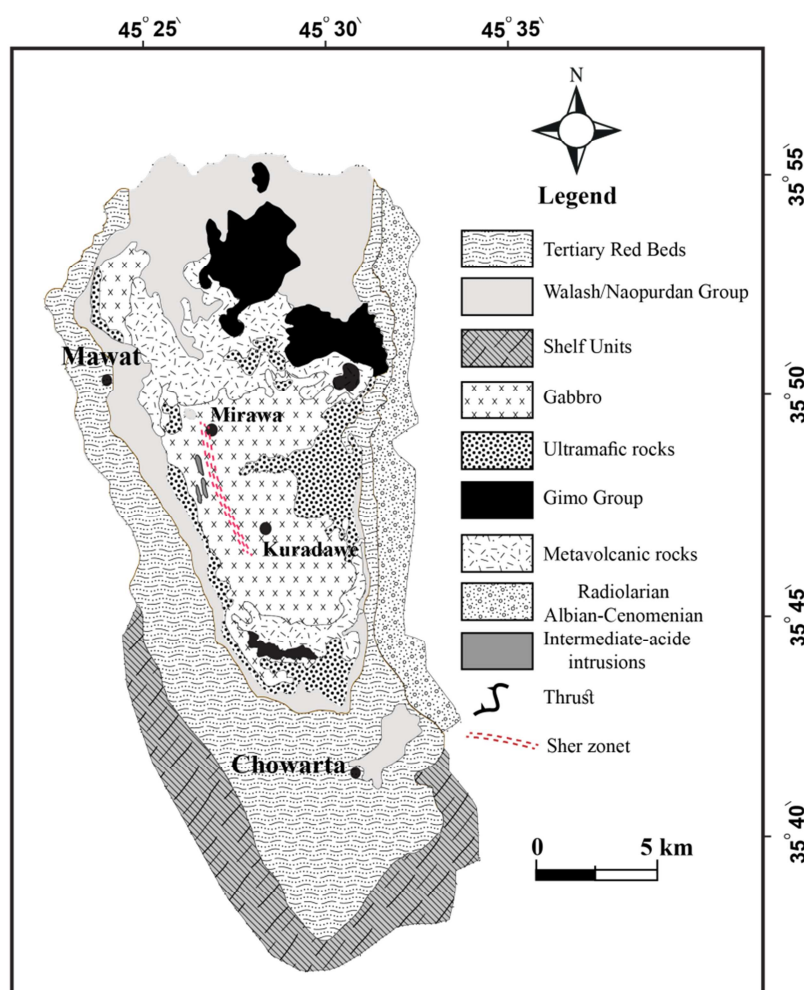 45° 25\ 45° 30\ 45° 35\
N
Legend
Tertiary Red Beds
Walash/Naopurdan Group
Shelf Units
Gabbro
Ultramafic rocks
Gimo Group
Metavolcanic rocks
Radiolarian
Albian-Cenomenian
Intermediate-acide
intrusions
Thrust
Sher zonet
Mawat
Mirawa
Kuradawe
Chowarta
0 5 km
35° 55\
35° 50\
35° 45\
35° 40\